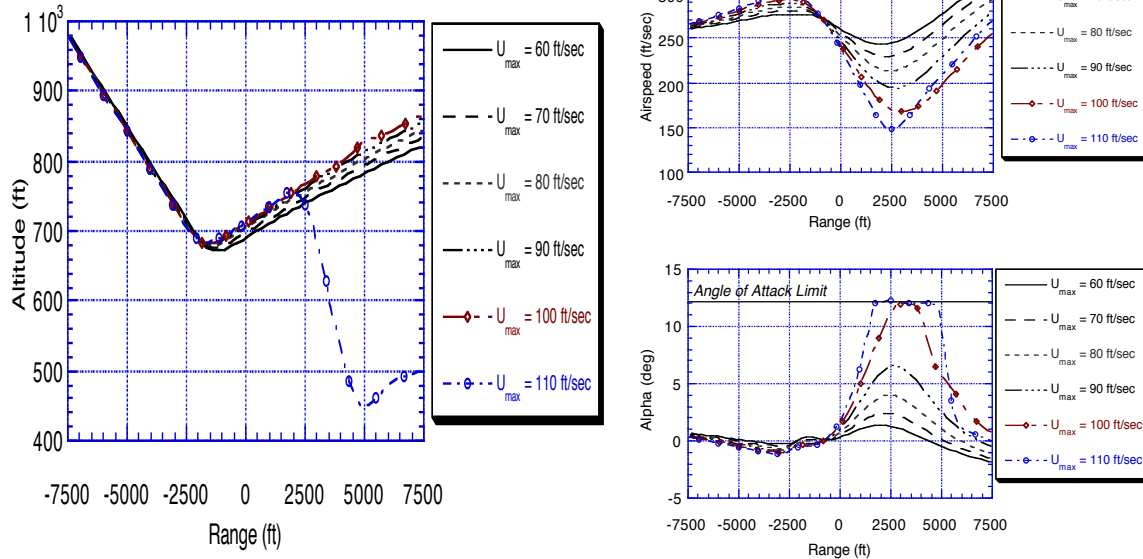 1 10³
900
800
700
600
500
400
Altitude (ft)
-7500 -5000 -2500 0 2500 5000 7500
Range (ft)
U max = 60 ft/sec
U max = 70 ft/sec
U max = 80 ft/sec
U max = 90 ft/sec
U max = 100 ft/sec
U max = 110 ft/sec
250
200
150
100
Airspeed (ft/sec)
-7500 -5000 -2500 0 2500 5000 7500
Range (ft)
U max = 80 ft/sec
U max = 90 ft/sec
U max = 100 ft/sec
U max = 110 ft/sec
15
10
5
0
-5
Alpha (deg)
Angle of Attack Limit
-7500 -5000 -2500 0 2500 5000 7500
Range (ft)
U max = 60 ft/sec
U max = 70 ft/sec
U max = 80 ft/sec
U max = 90 ft/sec
U max = 100 ft/sec
U max = 110 ft/sec